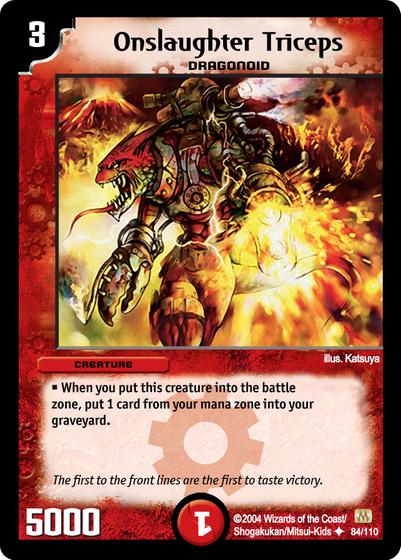 3
Onslaughter Triceps
DRAGONOID
illus. Katsuya
CREATURE
▪ When you put this creature into the battle
zone, put 1 card from your mana zone into your
graveyard.
The first to the front lines are the first to taste victory.
5000
1
©2004 Wizards of the Coast/
Shogakukan/Mitsui-Kids ✦ 84/110